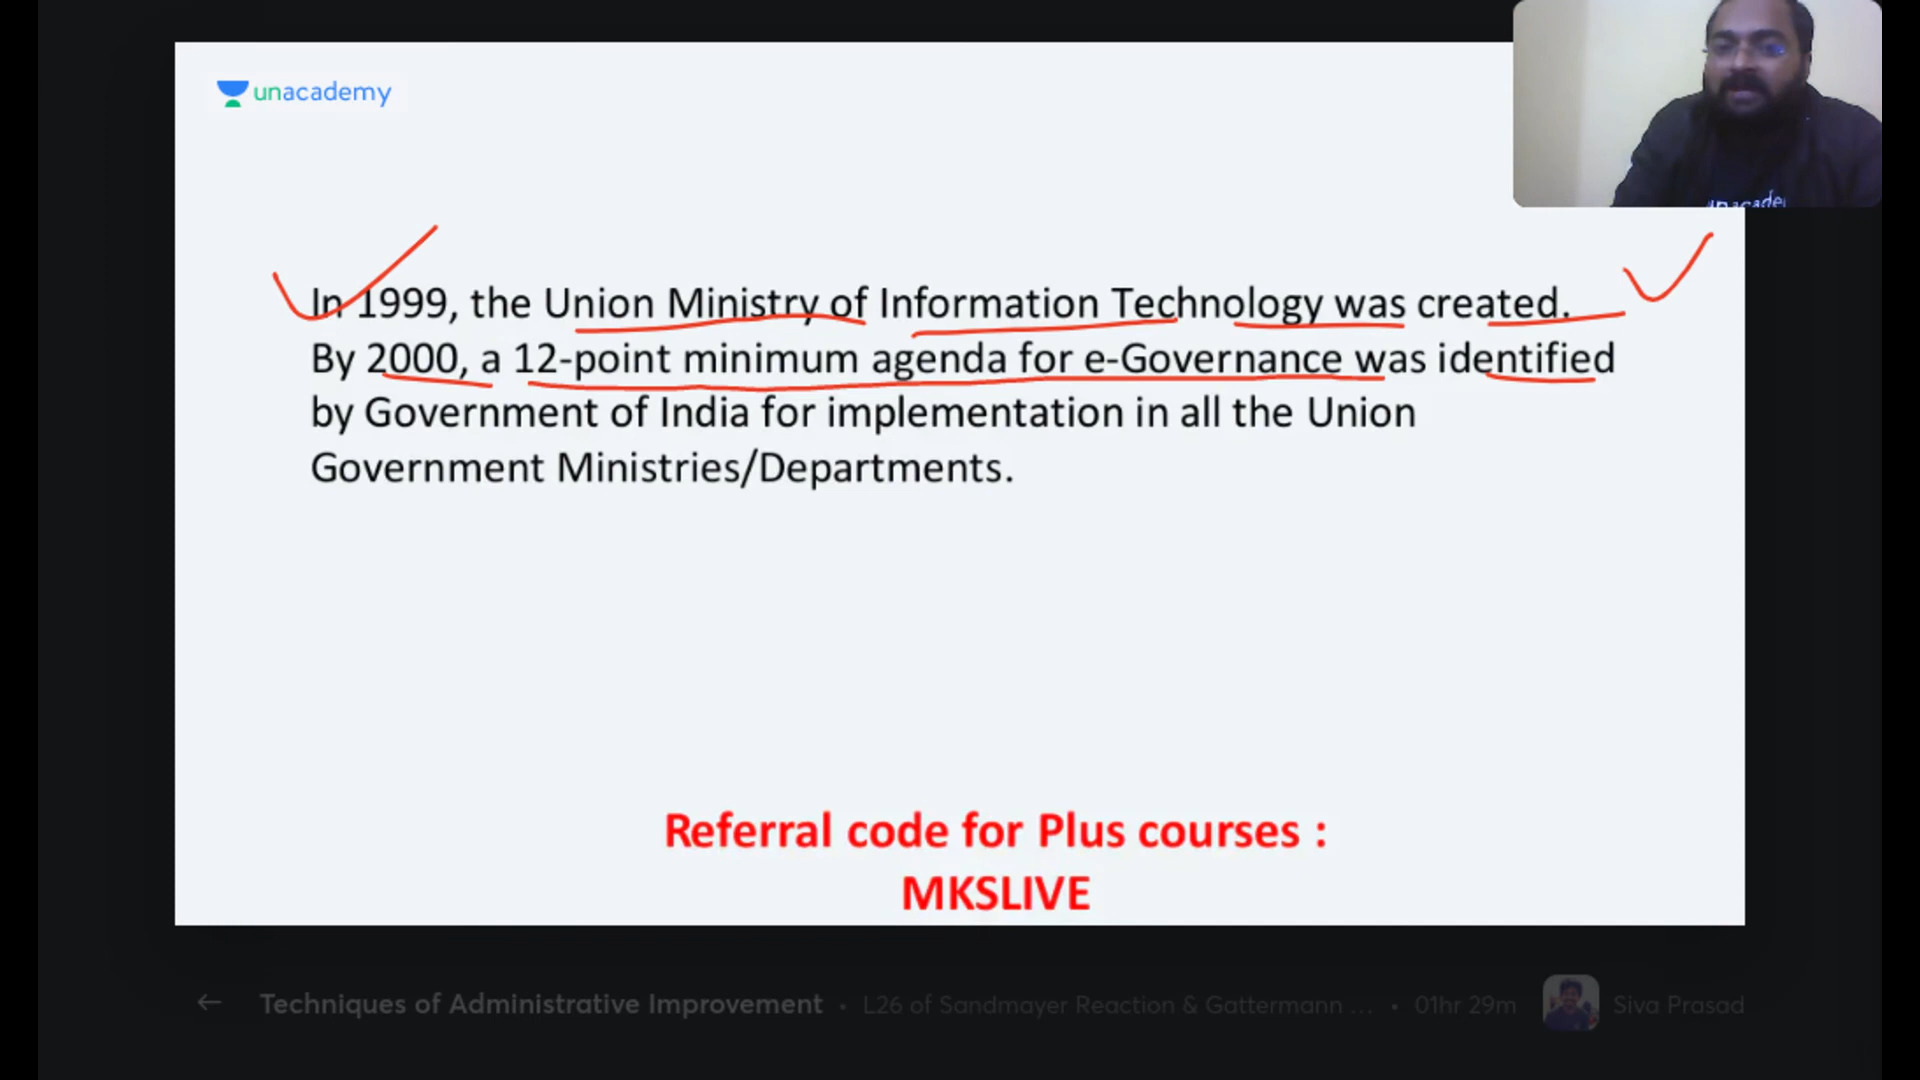 unacademy
In 1999, the Union Ministry of Information Technology was created.
By 2000, a 12-point minimum agenda for e-Governance was identified
by Government of India for implementation in all the Union
Government Ministries/Departments.
Referral code for Plus courses :
MKSLIVE
Techniques of Administrative Improvement • L26 of Sandmayer Reaction & Gattermann ... • 01hr 29m Siva Prasad